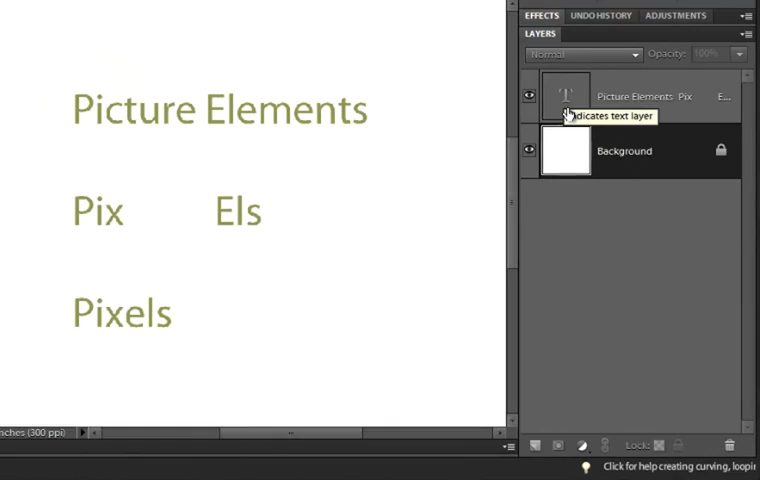 EFFECTS UNDO HISTORY ADJUSTMENTS
LAYERS
Normal Opacity: 100%
Picture Elements Pix E...
Indicates text layer
Background
Picture Elements
Pix Els
Pixels
nches (300 ppi)
Lock:
Click for help creating curving, loopin